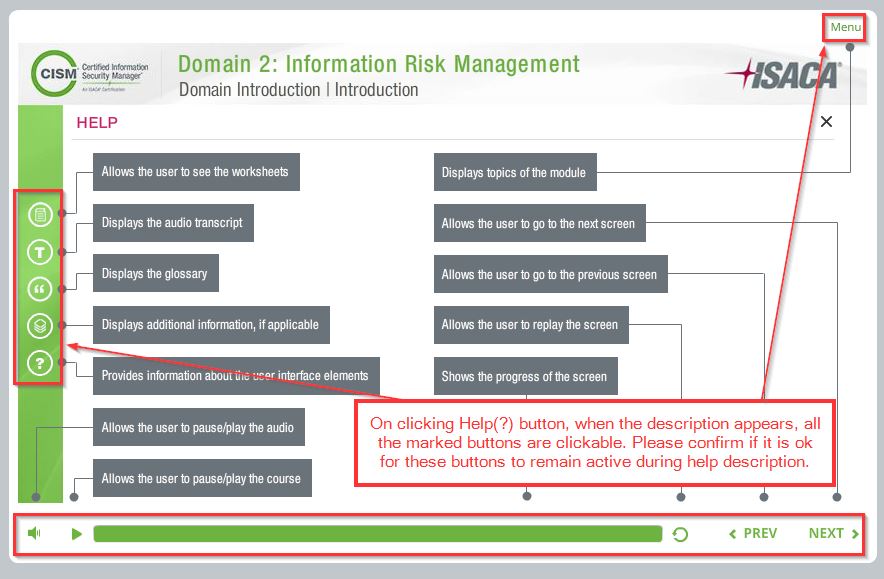 Menu
CISM
Certified Information
Security Manager
An ISACA® Certification
Domain 2: Information Risk Management
Domain Introduction | Introduction
ISACA®
HELP
Allows the user to see the worksheets
Displays the audio transcript
T
Displays the glossary
Displays additional information, if applicable
?
Provides information about the user interface elements
Allows the user to pause/play the audio
Allows the user to pause/play the course
Displays topics of the module
Allows the user to go to the next screen
Allows the user to go to the previous screen
Allows the user to replay the screen
Shows the progress of the screen
On clicking Help(?) button, when the description appears, all
the marked buttons are clickable. Please confirm if it is ok
for these buttons to remain active during help description.
PREV
NEXT